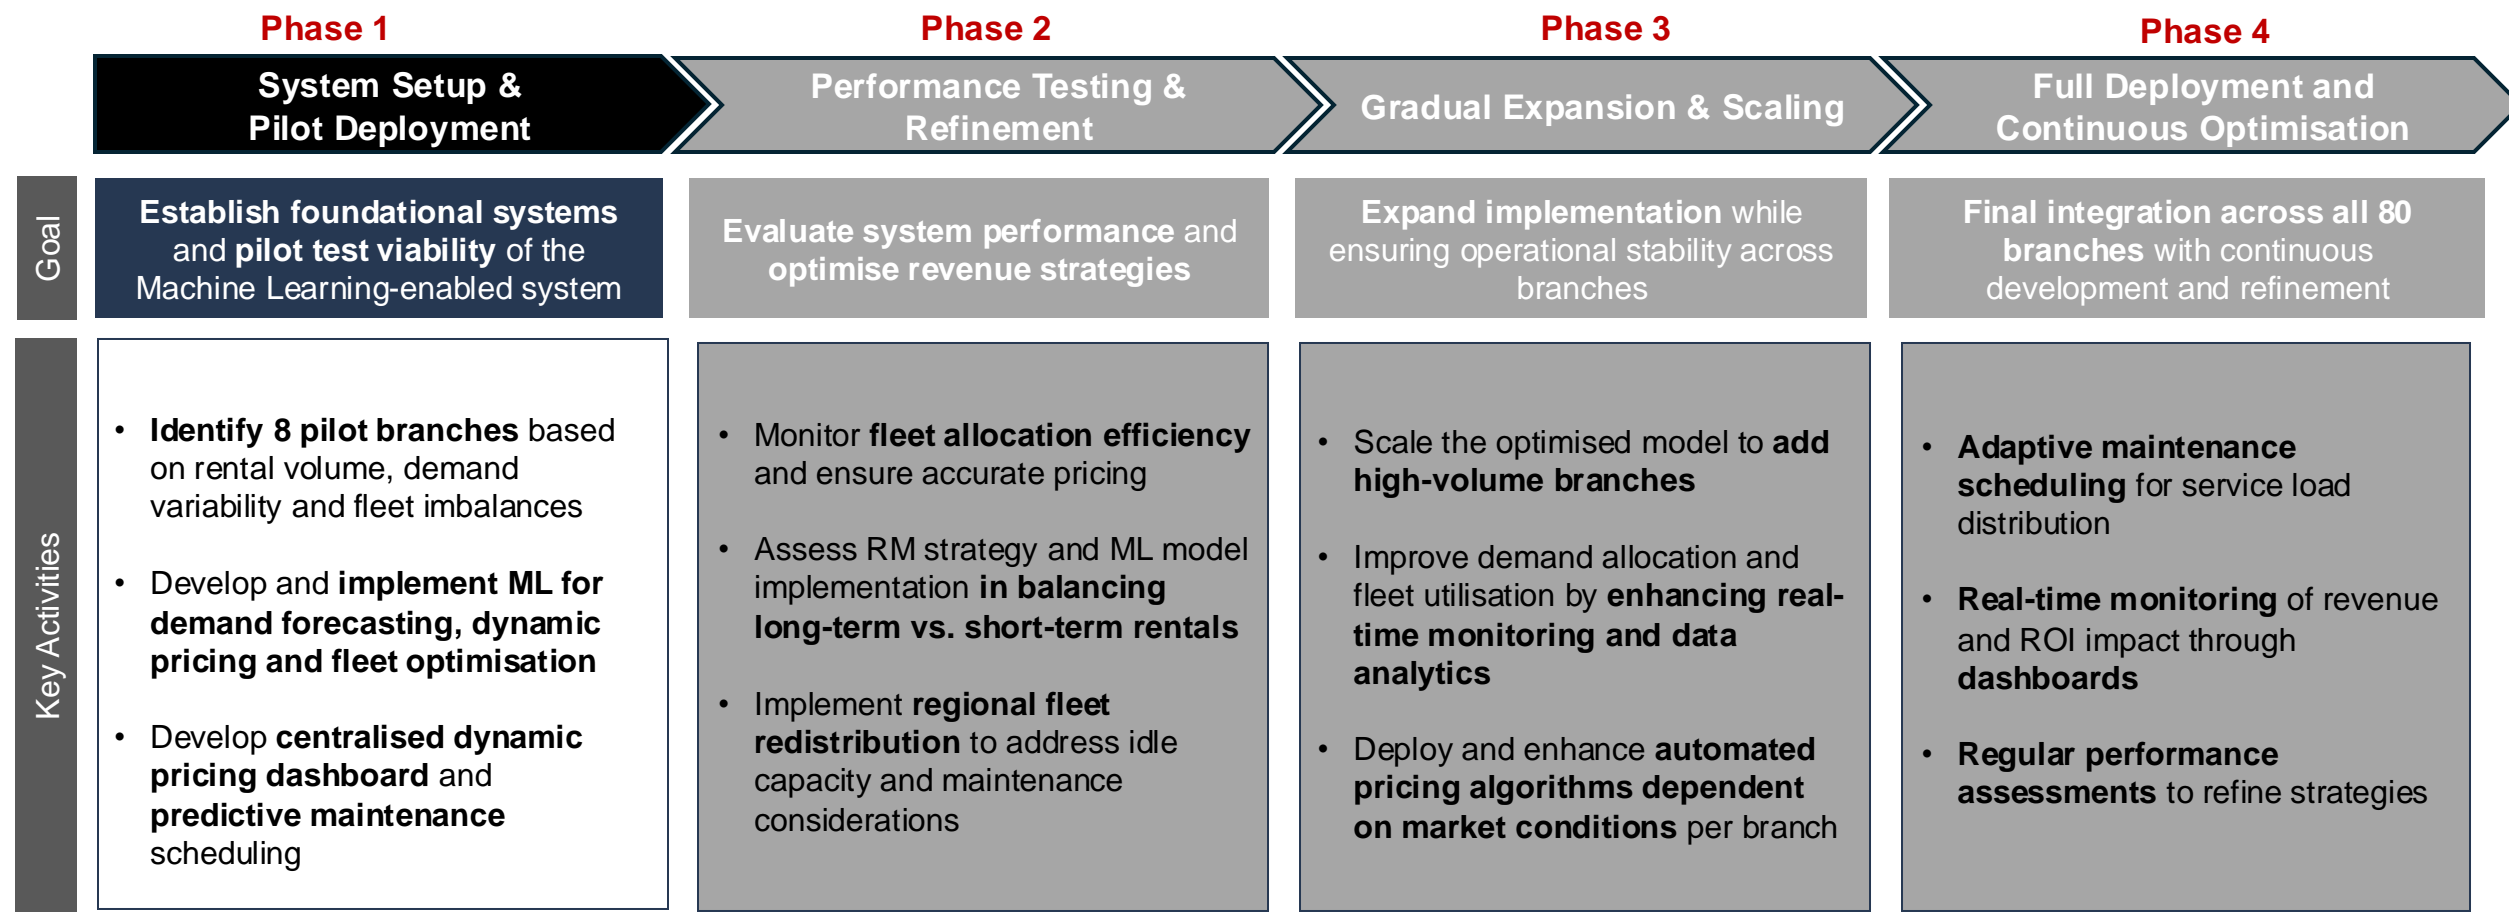 Phase 1
Phase 2
Phase 3
Phase 4
System Setup &
Pilot Deployment
Performance Testing &
Refinement
Gradual Expansion & Scaling
Full Deployment and
Continuous Optimisation
Goal
Establish foundational systems
and pilot test viability of the
Machine Learning-enabled system
Evaluate system performance and
optimise revenue strategies
Expand implementation while
ensuring operational stability across
branches
Final integration across all 80
branches with continuous
development and refinement
Key Activities
• Identify 8 pilot branches based
on rental volume, demand
variability and fleet imbalances
• Develop and implement ML for
demand forecasting, dynamic
pricing and fleet optimisation
• Develop centralised dynamic
pricing dashboard and
predictive maintenance
scheduling
• Monitor fleet allocation efficiency
and ensure accurate pricing
• Assess RM strategy and ML model
implementation in balancing
long-term vs. short-term rentals
• Implement regional fleet
redistribution to address idle
capacity and maintenance
considerations
• Scale the optimised model to add
high-volume branches
• Improve demand allocation and
fleet utilisation by enhancing real-
time monitoring and data
analytics
• Deploy and enhance automated
pricing algorithms dependent
on market conditions per branch
• Adaptive maintenance
scheduling for service load
distribution
• Real-time monitoring of revenue
and ROI impact through
dashboards
• Regular performance
assessments to refine strategies